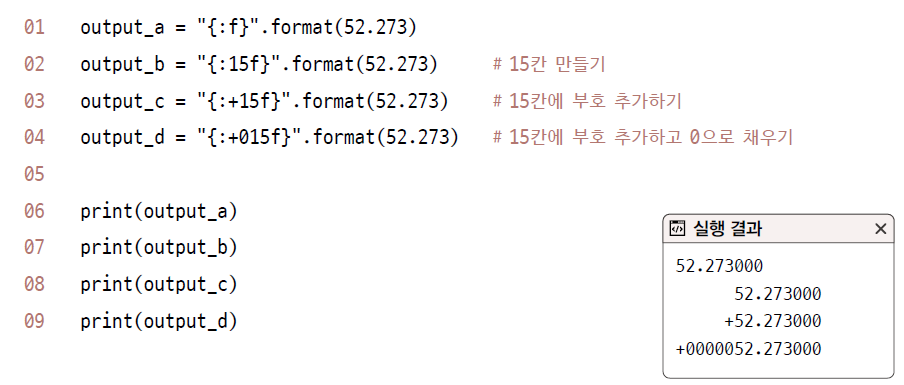 01 output_a = "{:f}".format(52.273)
02 output_b = "{:15f}".format(52.273) # 15칸 만들기
03 output_c = "{:+15f}".format(52.273) # 15칸에 부호 추가하기
04 output_d = "{:+015f}".format(52.273) # 15칸에 부호 추가하고 0으로 채우기
05
06 print(output_a)
07 print(output_b)
08 print(output_c)
09 print(output_d)
실행 결과
52.273000
      52.273000
     +52.273000
+0000052.273000